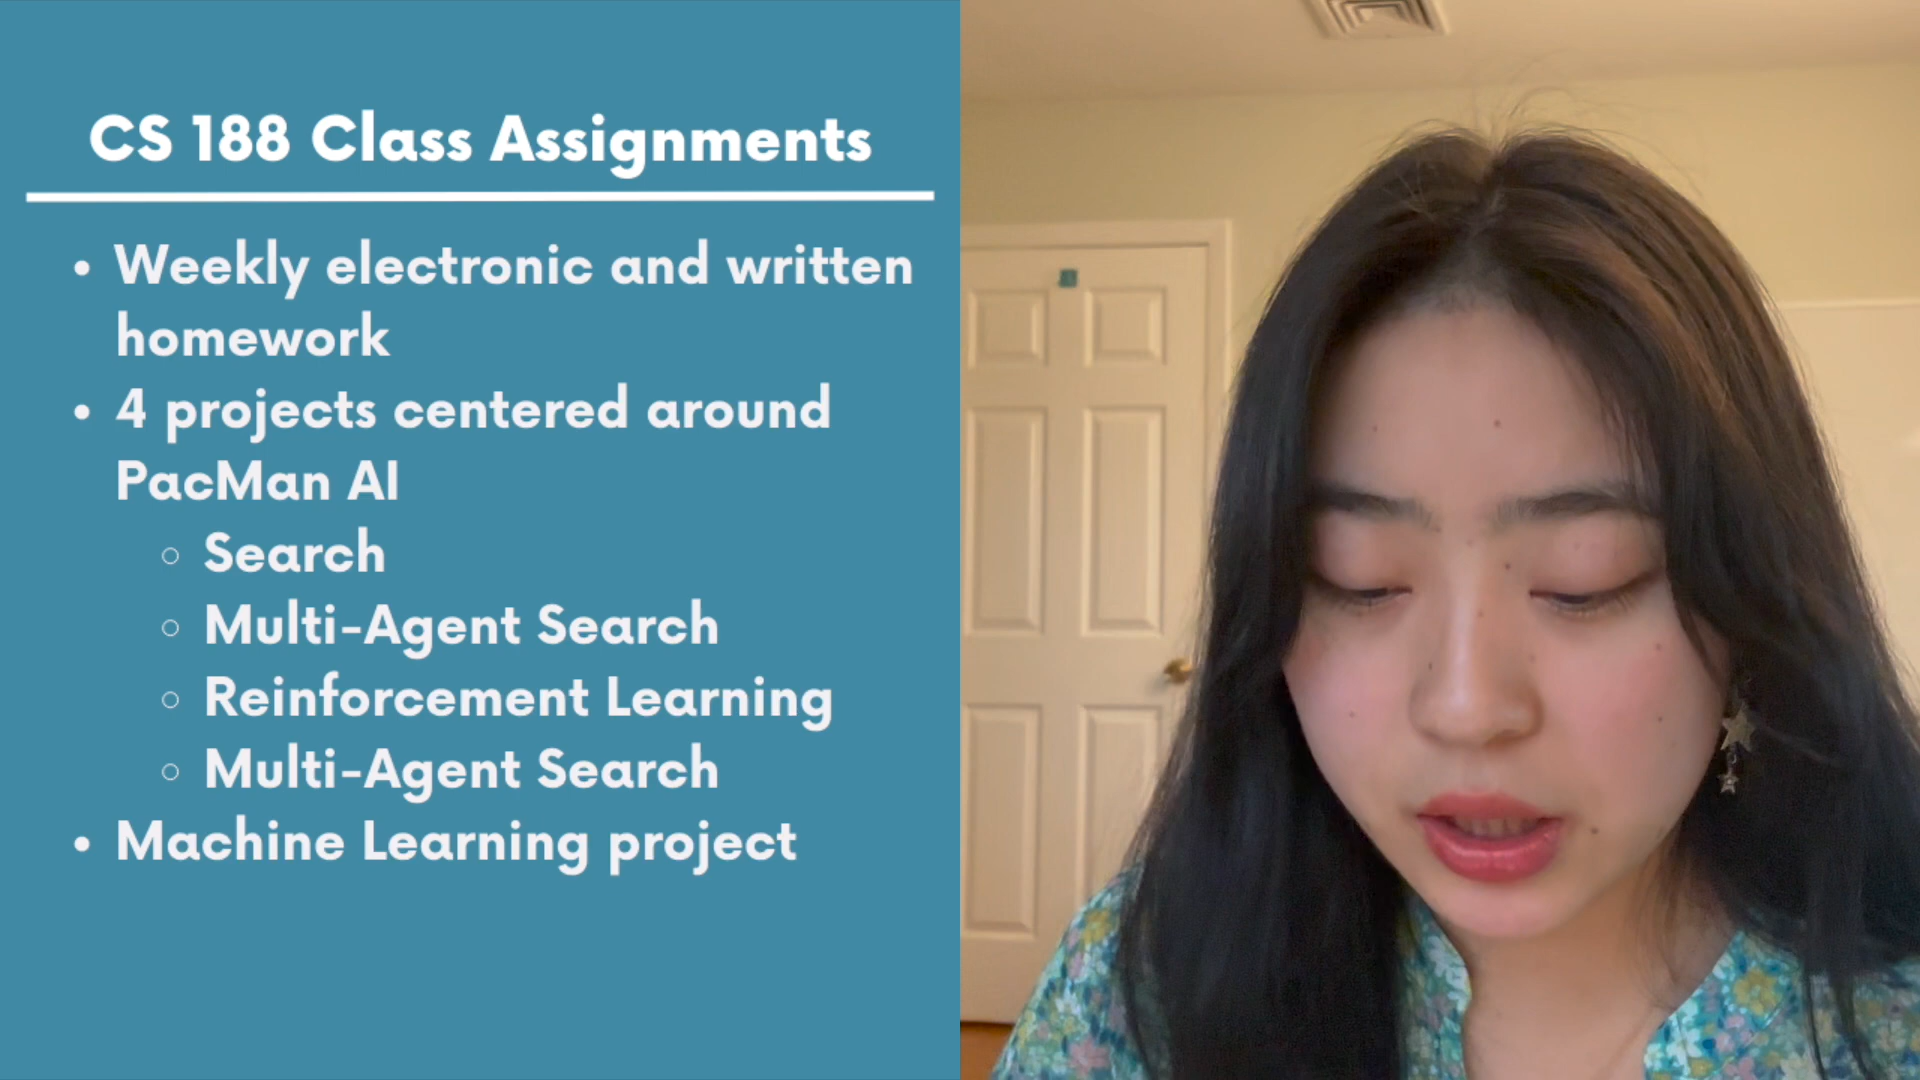 CS 188 Class Assignments
• Weekly electronic and written
homework
• 4 projects centered around
PacMan AI
○ Search
○ Multi-Agent Search
○ Reinforcement Learning
○ Multi-Agent Search
• Machine Learning project